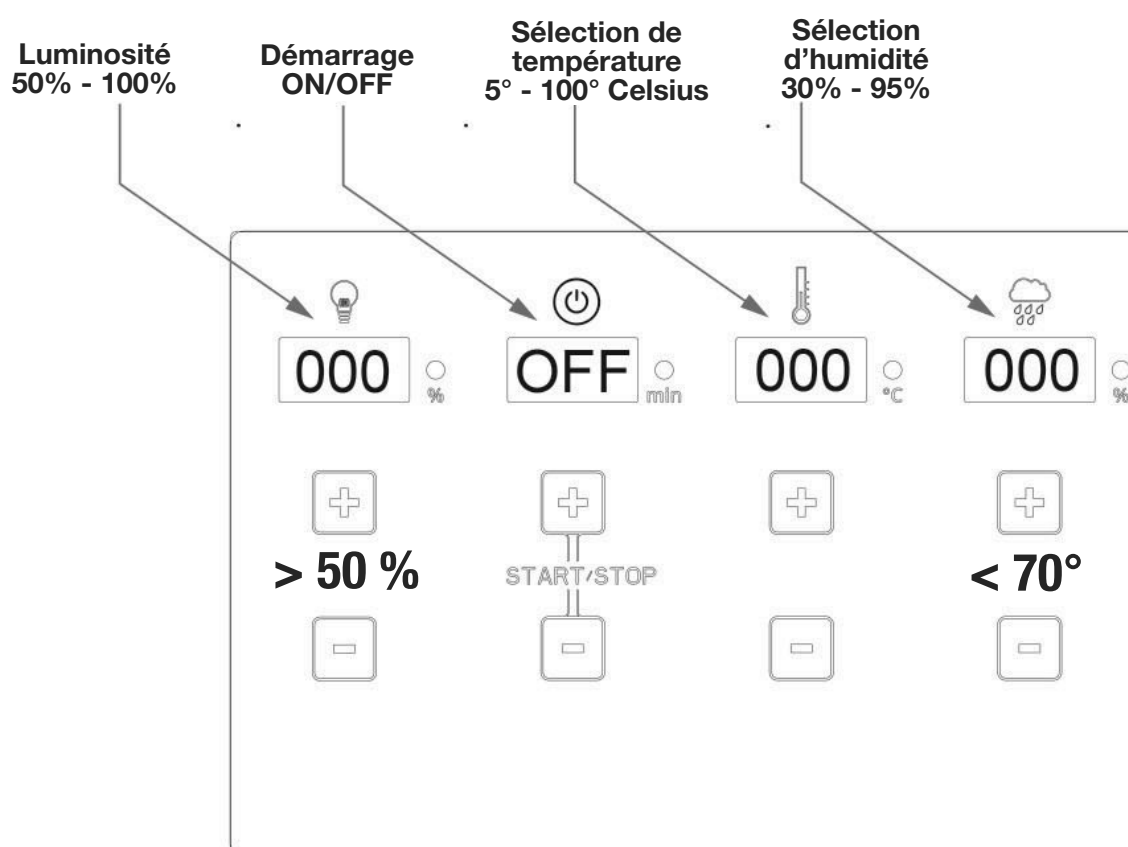 Luminosité
50% - 100%
Démarrage
ON/OFF
Sélection de
température
5° - 100° Celsius
Sélection
d’humidité
30% - 95%
000
%
OFF
min
000
°C
000
%
> 50 %
START/STOP
< 70°